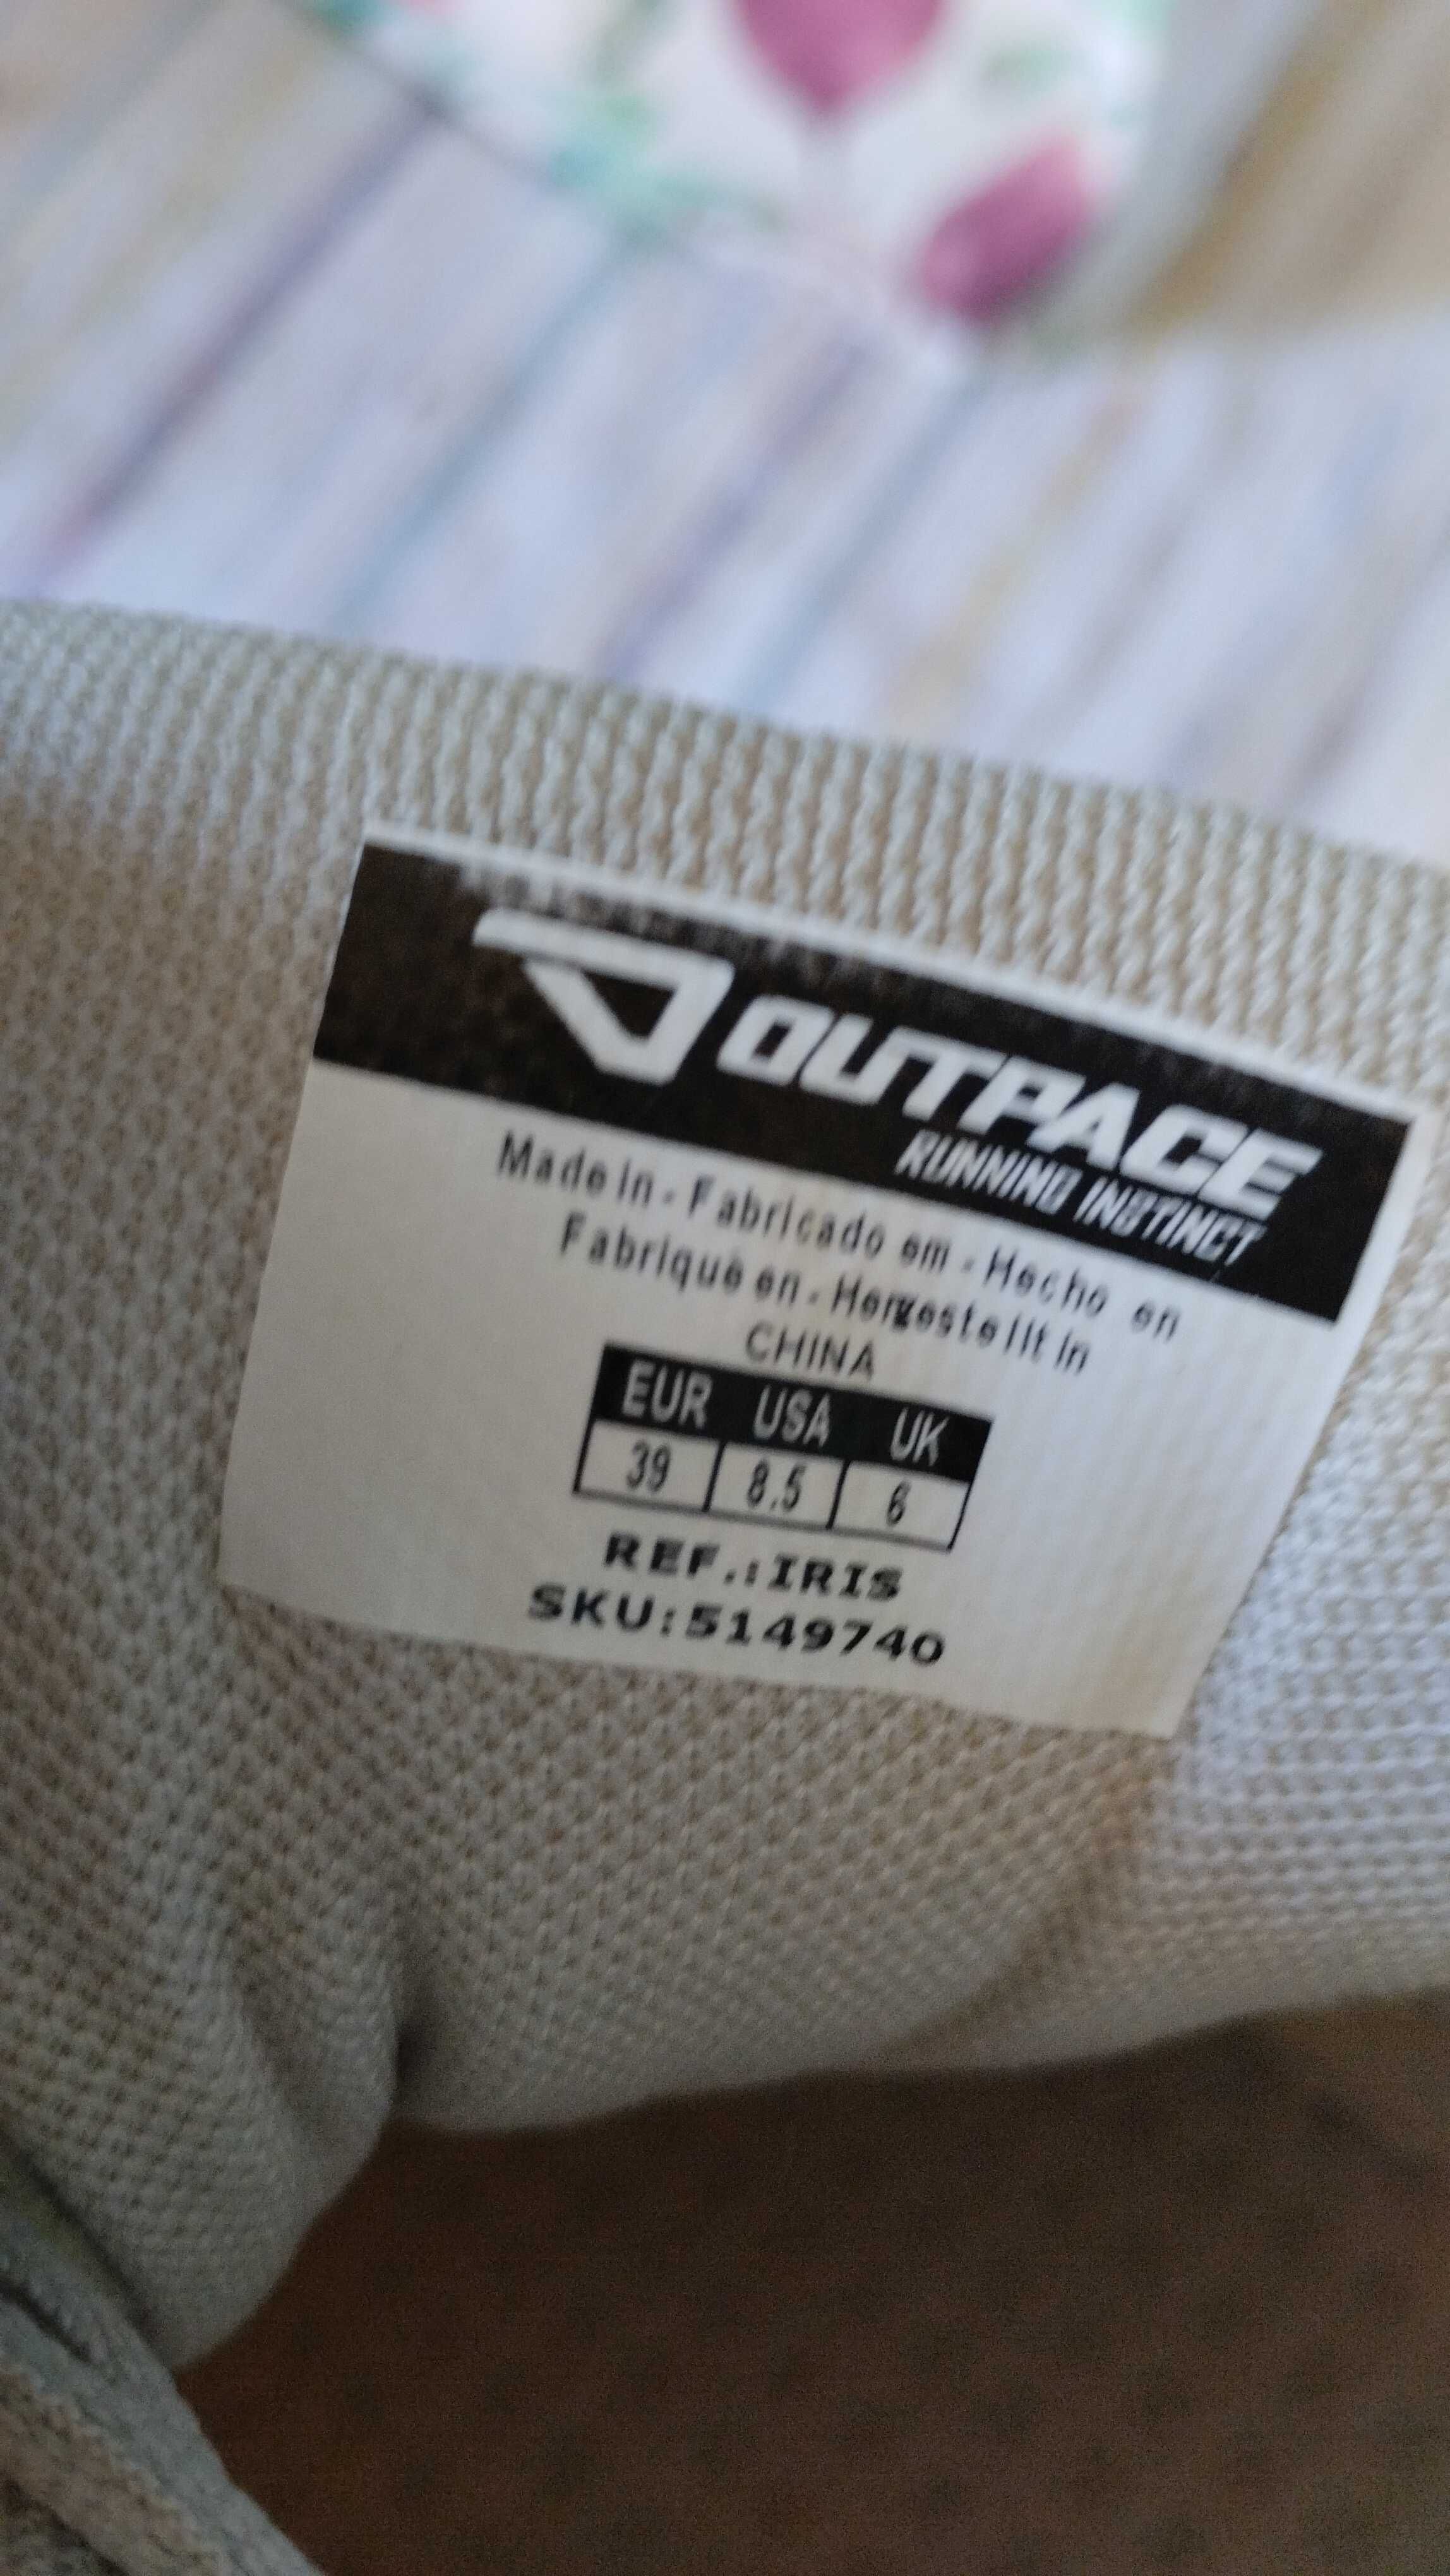 OUTPACE
RUNNING INSTINCT
Made in - Fabricado em - Hecho en
Fabriquè en - Hergestellt in
CHINA
EUR USA UK
39 8.5 6
REF.:IRIS
SKU:5149740